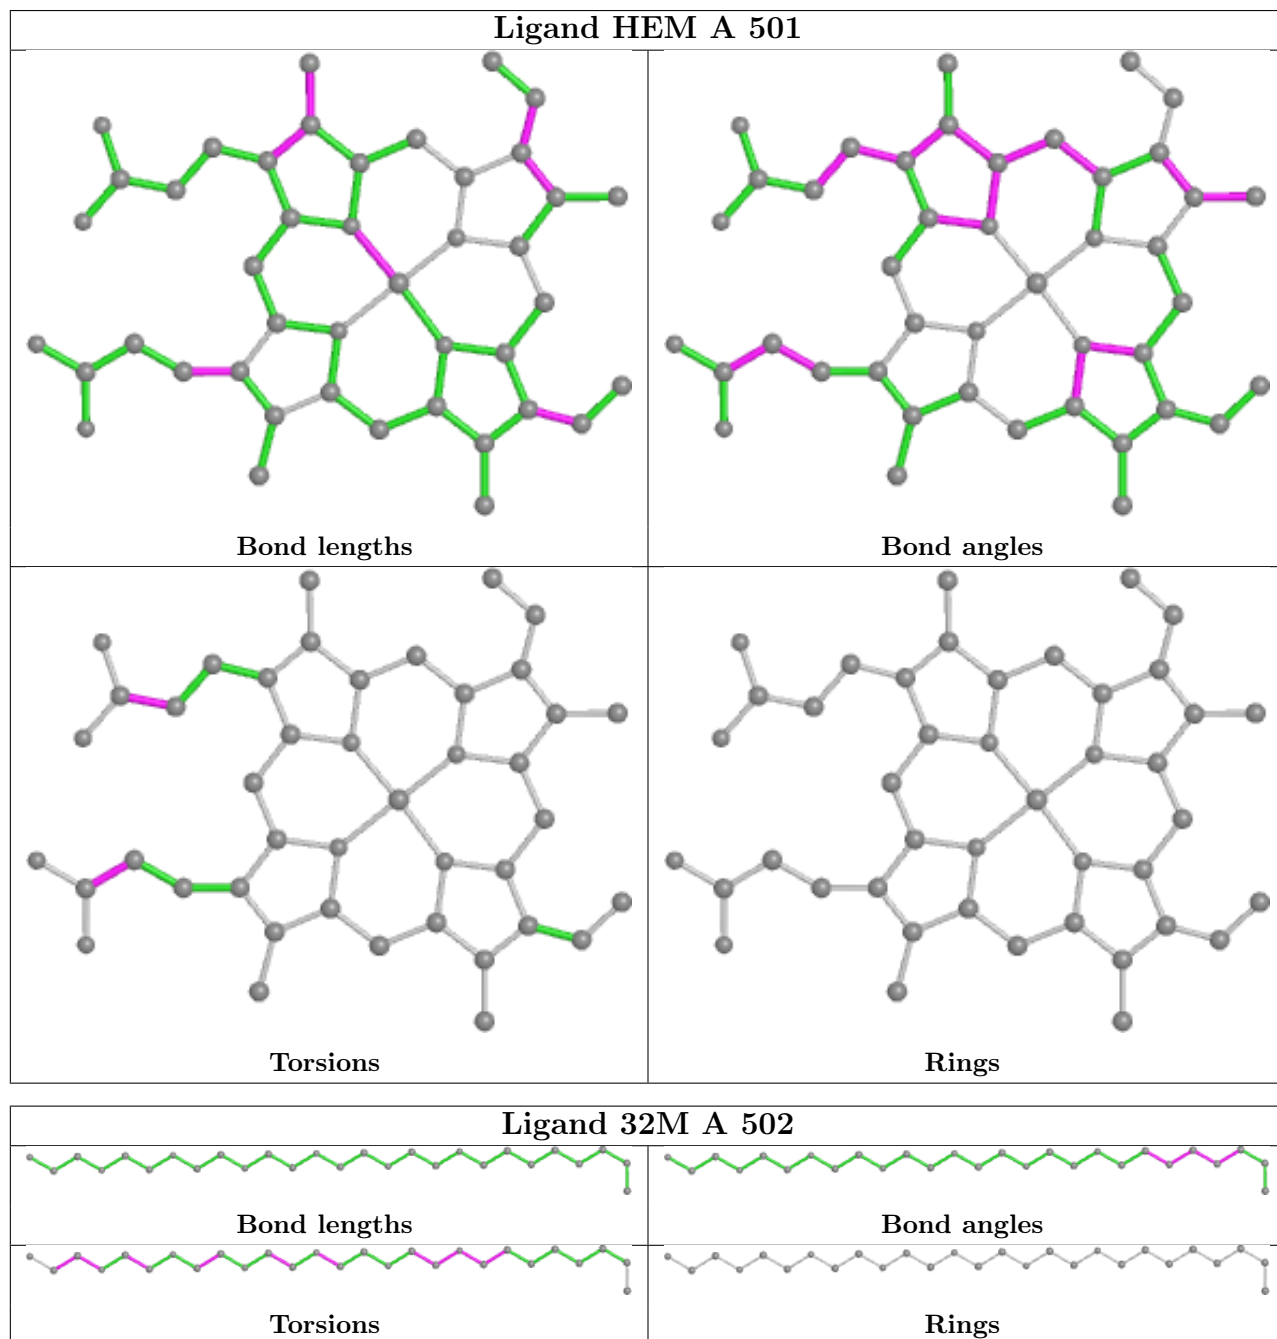 Ligand HEM A 501
Bond lengths
Bond angles
Torsions
Rings
Ligand 32M A 502
Bond lengths
Bond angles
Torsions
Rings